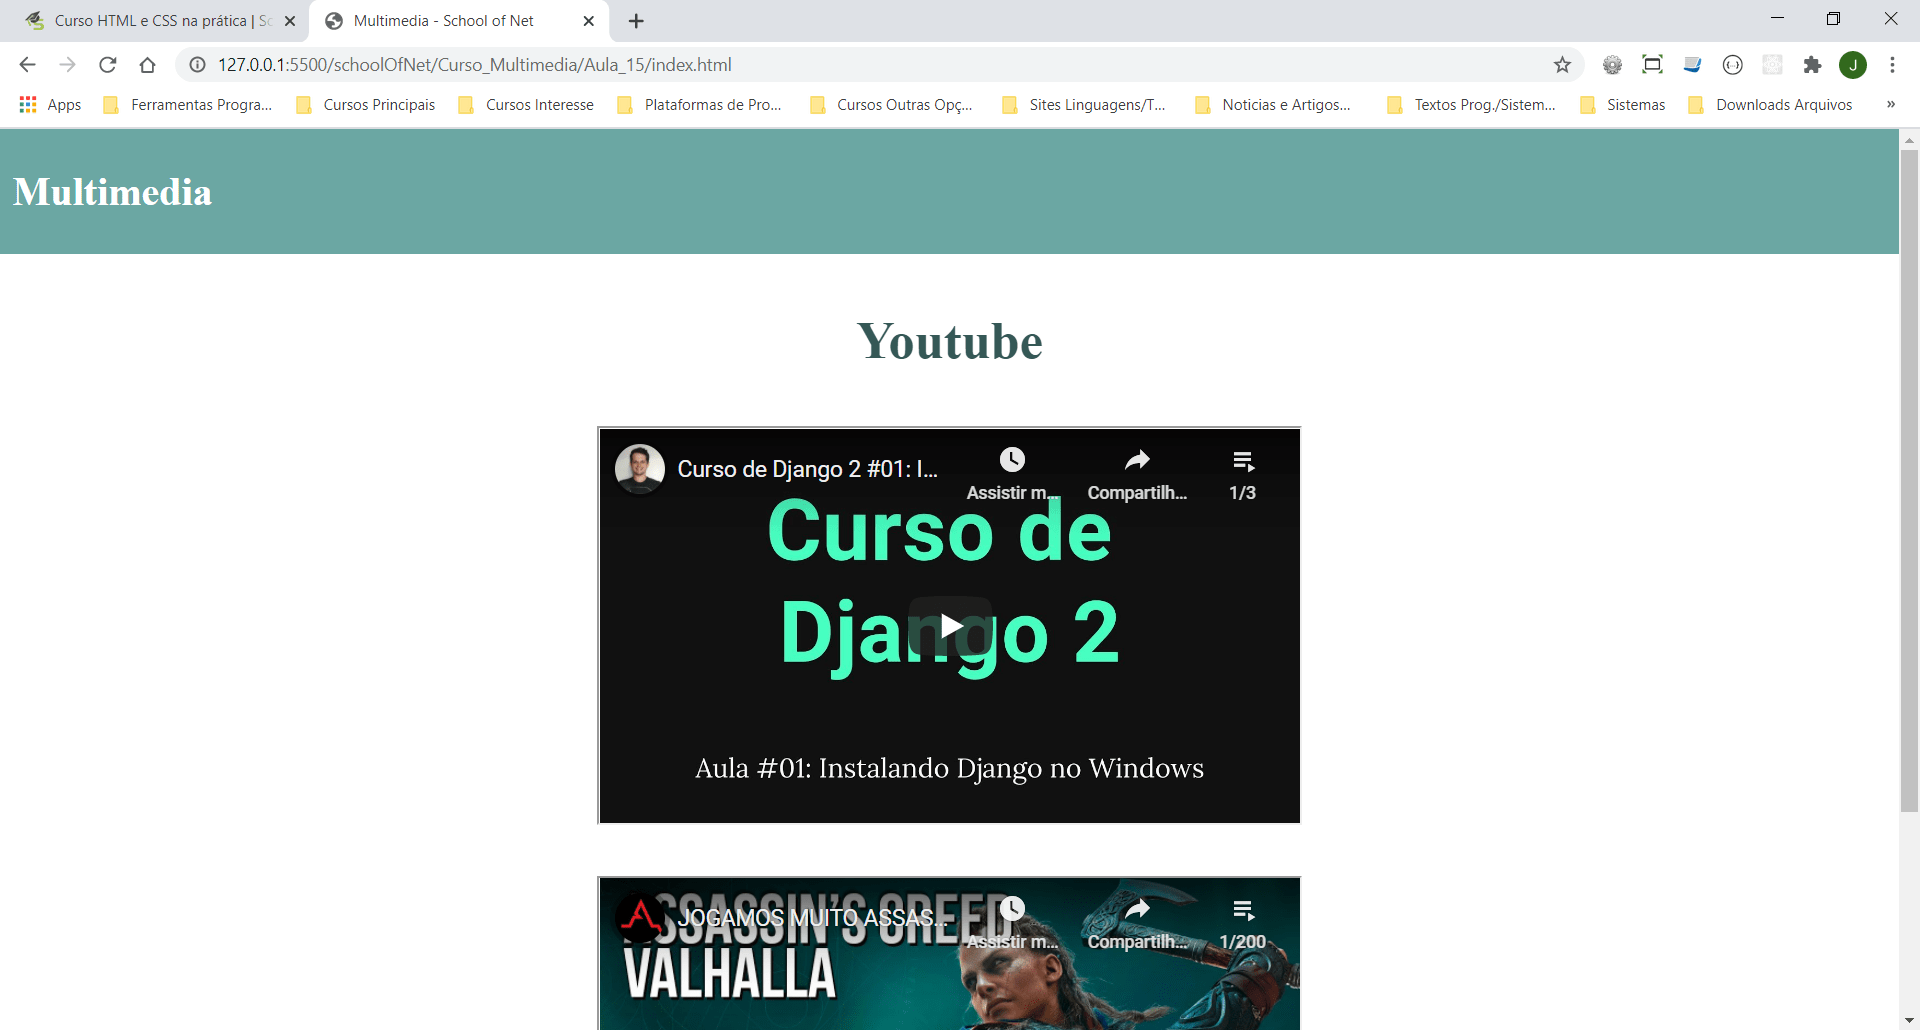 Curso HTML e CSS na prática | Sc
Multimedia - School of Net
127.0.0.1:5500/schoolOfNet/Curso_Multimedia/Aula_15/index.html
J
Apps
Ferramentas Progra...
Cursos Principais
Cursos Interesse
Plataformas de Pro...
Cursos Outras Opç...
Sites Linguagens/T...
Noticias e Artigos...
Textos Prog./Sistem...
Sistemas
Downloads Arquivos
»
Multimedia
Youtube
Curso de Django 2 #01: I...
Assistir m...
Compartilh...
1/3
Curso de
Django 2
Aula #01: Instalando Django no Windows
JOGAMOS MUITO ASSAS...
Assistir m...
Compartilh...
1/200
ASSASSIN'S CREED
VALHALLA